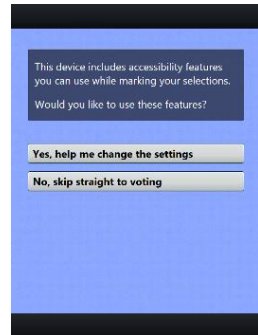 This device includes accessibility features
you can use while marking your selections.
Would you like to use these features?
Yes, help me change the settings
No, skip straight to voting